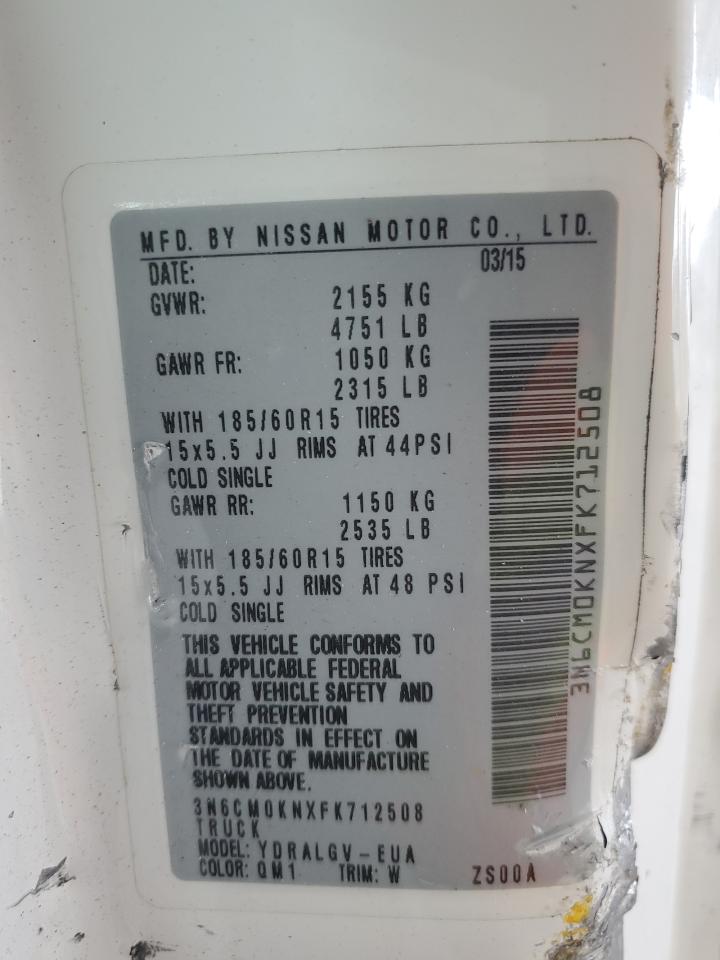 MFD. BY NISSAN MOTOR CO., LTD.
DATE: 03/15
GVWR: 2155 KG
4751 LB
GAWR FR: 1050 KG
2315 LB
WITH 185/60R15 TIRES
15x5.5 JJ RIMS AT 44PSI
COLD SINGLE
GAWR RR: 1150 KG
2535 LB
WITH 185/60R15 TIRES
15x5.5 JJ RIMS AT 48 PSI
COLD SINGLE
THIS VEHICLE CONFORMS TO
ALL APPLICABLE FEDERAL
MOTOR VEHICLE SAFETY AND
THEFT PREVENTION
STANDARDS IN EFFECT ON
THE DATE OF MANUFACTURE
SHOWN ABOVE.
3N6CM0KNXFK712508
TRUCK
MODEL: YDRALGV-EUA
COLOR: QM1 TRIM: W ZS00A
3N6CM0KNXFK712508